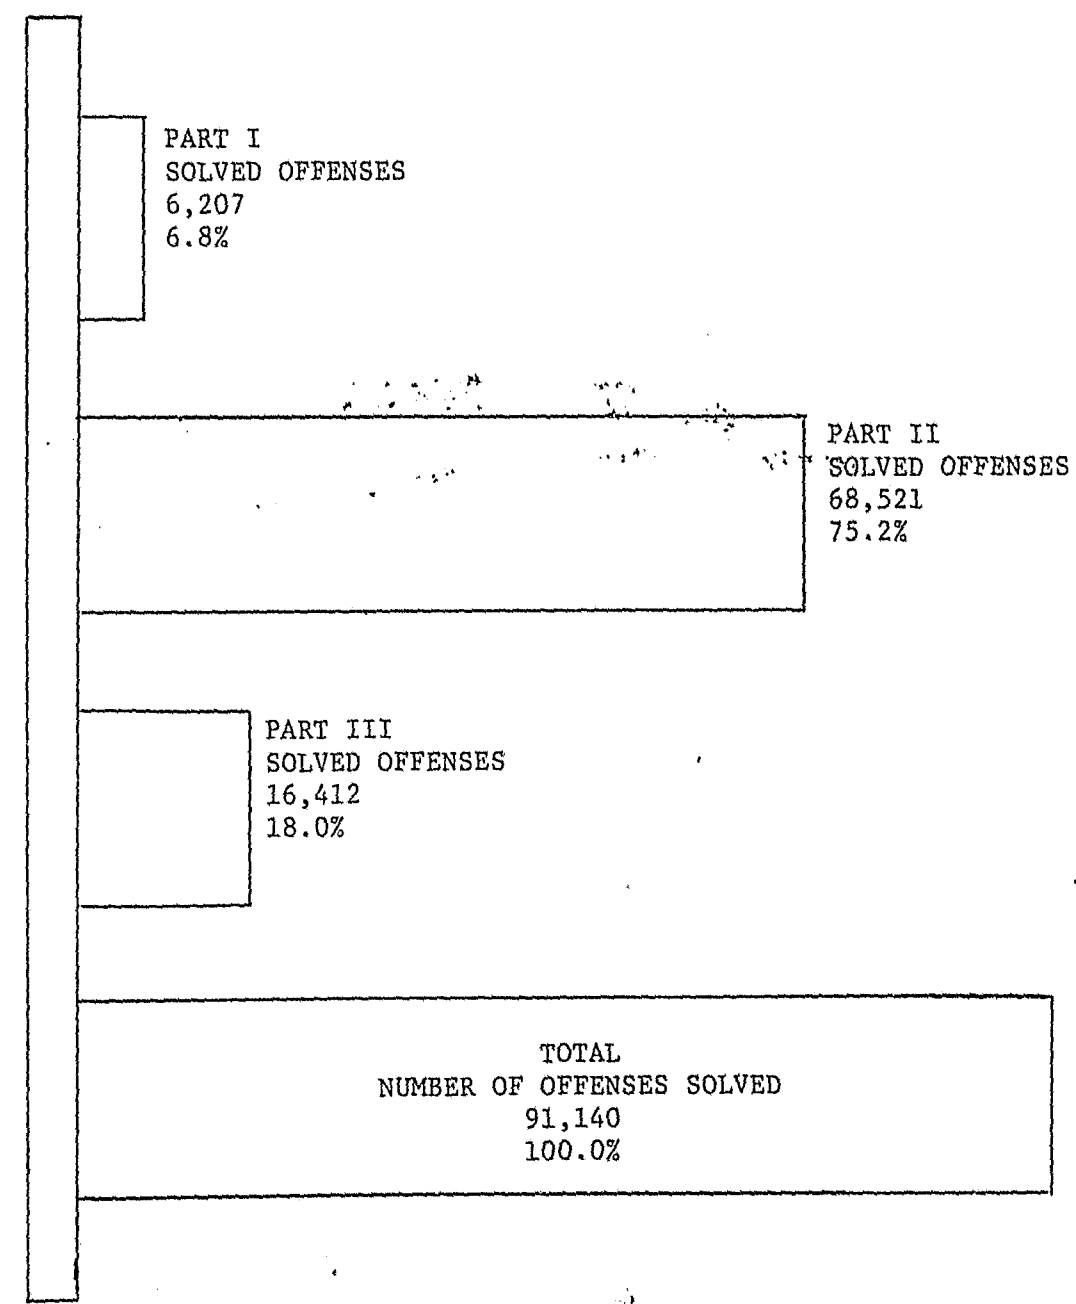 PART I
SOLVED OFFENSES
6,207
6.8%
PART II
SOLVED OFFENSES
68,521
75.2%
PART III
SOLVED OFFENSES
16,412
18.0%
TOTAL
NUMBER OF OFFENSES SOLVED
91,140
100.0%